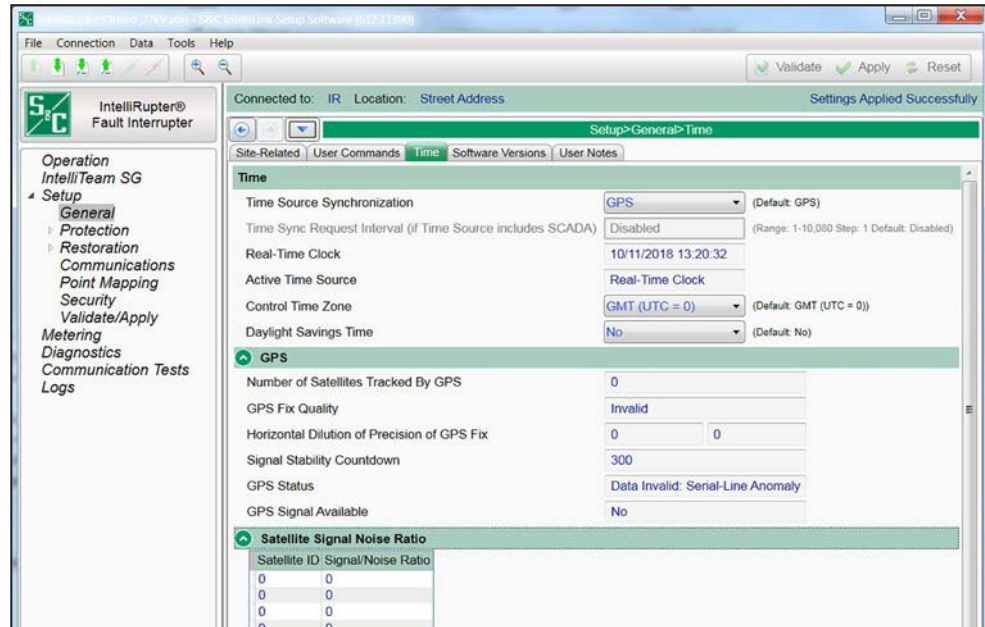 S&C IntelliLink Setup Software
File Connection Data Tools Help
Validate Apply Reset
S&C
IntelliRupter®
Fault Interrupter
Operation
IntelliTeam SG
Setup
General
Protection
Restoration
Communications
Point Mapping
Security
Validate/Apply
Metering
Diagnostics
Communication Tests
Logs
Connected to: IR Location: Street Address Settings Applied Successfully
Setup>General>Time
Site-Related User Commands Time Software Versions User Notes
Time
Time Source Synchronization GPS (Default: GPS)
Time Sync Request Interval (if Time Source includes SCADA) Disabled (Range: 1-10,080 Step: 1 Default: Disabled)
Real-Time Clock 10/11/2018 13:20:32
Active Time Source Real-Time Clock
Control Time Zone GMT (UTC = 0) (Default: GMT (UTC = 0))
Daylight Savings Time No (Default: No)
GPS
Number of Satellites Tracked By GPS 0
GPS Fix Quality Invalid
Horizontal Dilution of Precision of GPS Fix 0 0
Signal Stability Countdown 300
GPS Status Data Invalid: Serial-Line Anomaly
GPS Signal Available No
Satellite Signal Noise Ratio
Satellite ID Signal/Noise Ratio
0 0
0 0
0 0
0 0